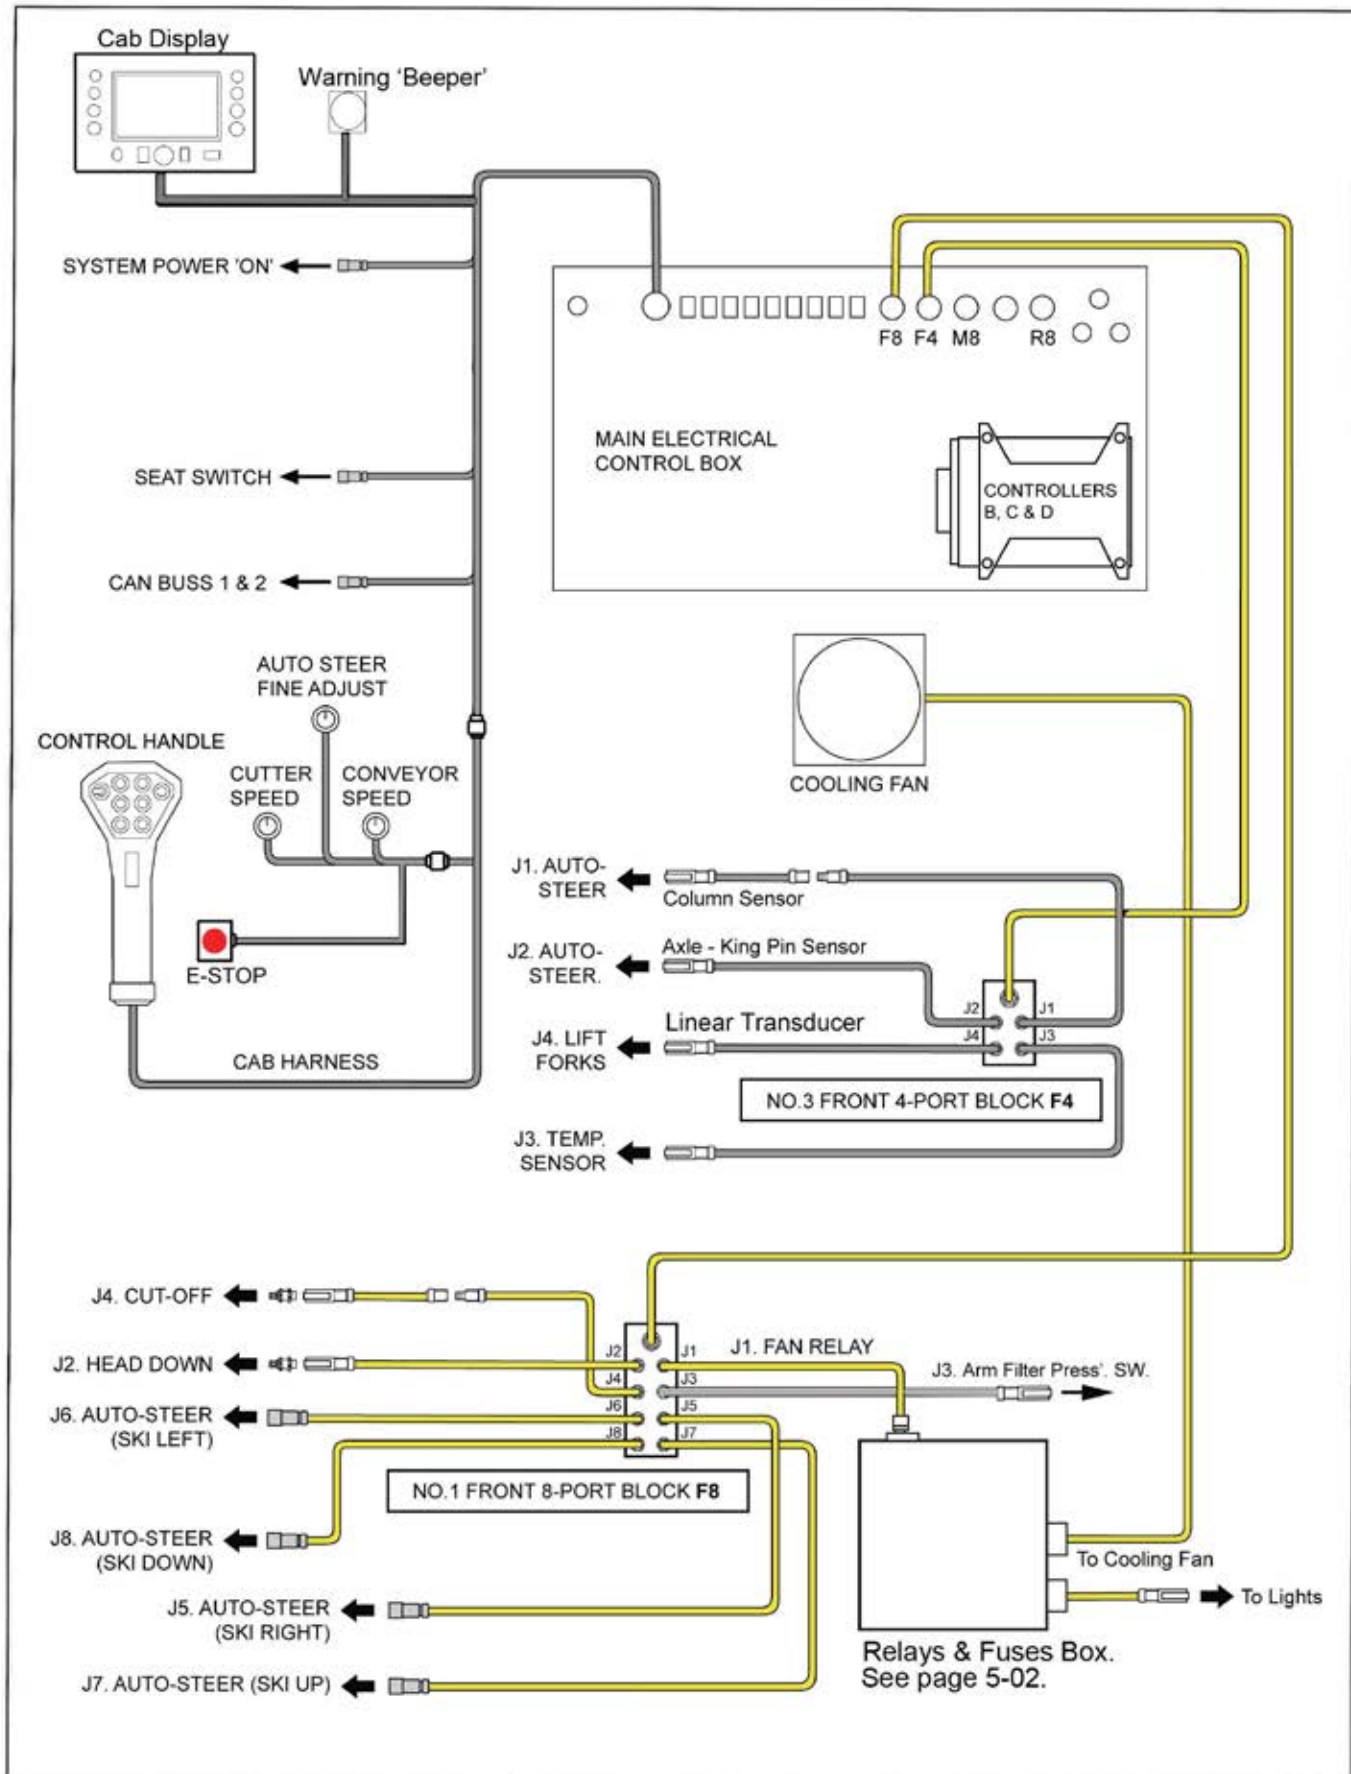 Cab Display
Warning 'Beeper'
SYSTEM POWER 'ON'
F8 F4 M8 R8
MAIN ELECTRICAL
CONTROL BOX
SEAT SWITCH
CONTROLLERS
B, C & D
CAN BUSS 1 & 2
AUTO STEER
FINE ADJUST
CONTROL HANDLE
CUTTER
SPEED
CONVEYOR
SPEED
COOLING FAN
J1. AUTO-
STEER
Column Sensor
E-STOP
J2. AUTO-
STEER.
Axle - King Pin Sensor
J2 J1
J4 J3
Linear Transducer
J4. LIFT
FORKS
CAB HARNESS
NO.3 FRONT 4-PORT BLOCK F4
J3. TEMP.
SENSOR
J4. CUT-OFF
J2. HEAD DOWN
J2 J1
J4 J3
J6 J5
J8 J7
J1. FAN RELAY
J3. Arm Filter Press'. SW.
J6. AUTO-STEER
(SKI LEFT)
NO.1 FRONT 8-PORT BLOCK F8
J8. AUTO-STEER
(SKI DOWN)
To Cooling Fan
To Lights
J5. AUTO-STEER
(SKI RIGHT)
Relays & Fuses Box.
See page 5-02.
J7. AUTO-STEER (SKI UP)